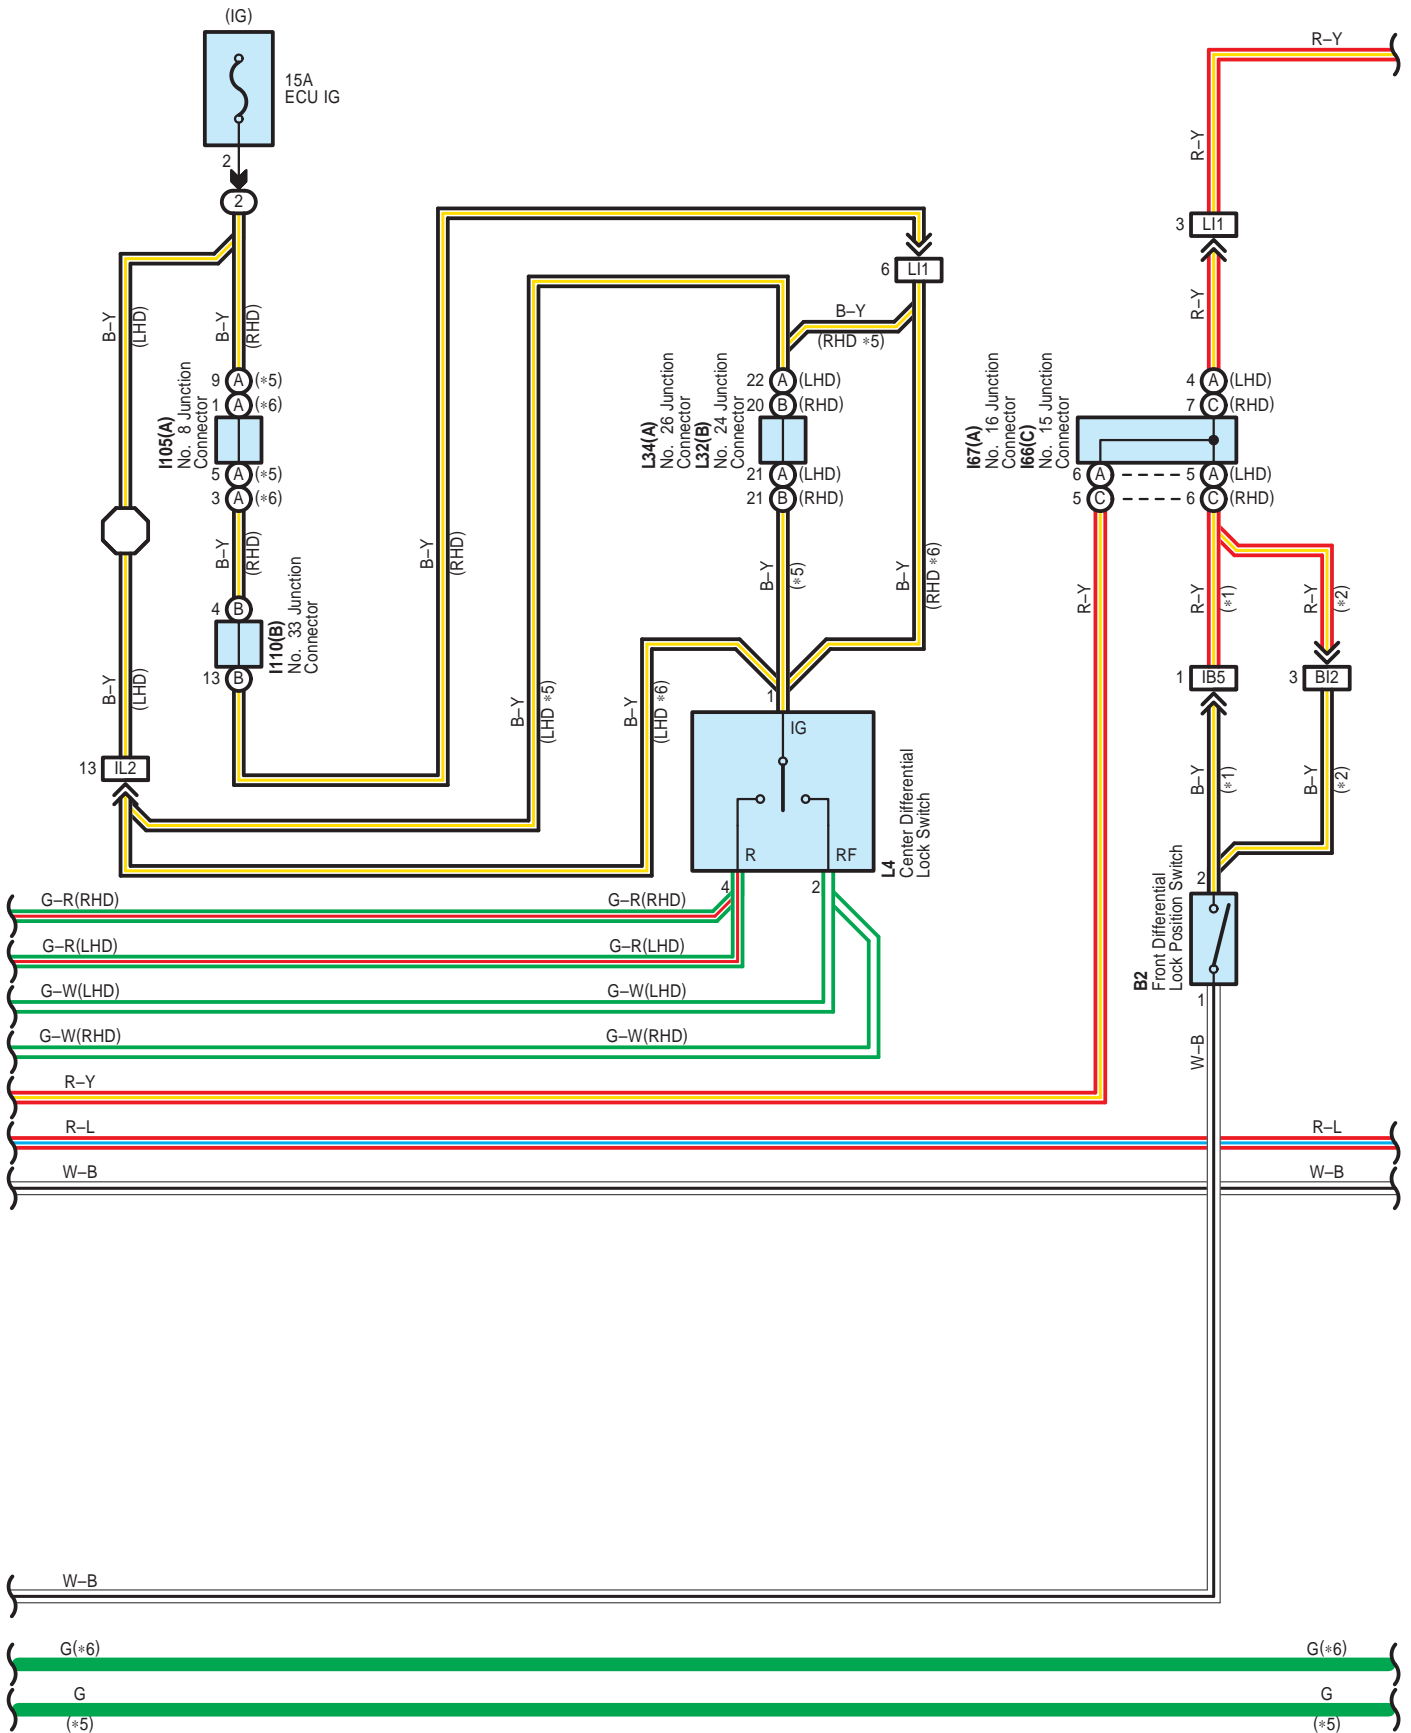 (IG)
15A
ECU IG
2
2
R–Y
R–Y
3 LI1
R–Y
6 LI1
B–Y
(LHD)
B–Y
(RHD)
B–Y
(RHD ∗5)
9 A (∗5)
1 A (∗6)
I105(A)
No. 8 Junction
Connector
5 A (∗5)
3 A (∗6)
22 A (LHD)
20 B (RHD)
L34(A)
No. 26 Junction
Connector
L32(B)
No. 24 Junction
Connector
21 A (LHD)
21 B (RHD)
4 A (LHD)
7 C (RHD)
I67(A)
No. 16 Junction
Connector
I66(C)
No. 15 Junction
Connector
6 A
5 A (LHD)
5 C
6 C (RHD)
B–Y
(RHD)
B–Y
(RHD)
B–Y
(∗5)
B–Y
(RHD ∗6)
R–Y
R–Y
(∗1)
R–Y
(∗2)
4 B
I110(B)
No. 33 Junction
Connector
13 B
B–Y
(LHD)
B–Y
(LHD ∗5)
B–Y
(LHD ∗6)
1 IB5
3 BI2
13 IL2
1
IG
R
RF
L4
Center Differential
Lock Switch
4
2
B–Y
(∗1)
B–Y
(∗2)
2
B2
Front Differential
Lock Position Switch
1
W–B
G–R(RHD)
G–R(RHD)
G–R(LHD)
G–R(LHD)
G–W(LHD)
G–W(LHD)
G–W(RHD)
G–W(RHD)
R–Y
R–L
R–L
W–B
W–B
W–B
G(∗6)
G(∗6)
G
(∗5)
G
(∗5)